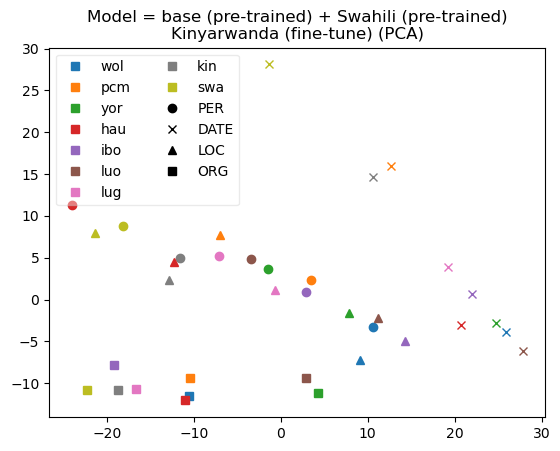 Model = base (pre-trained) + Swahili (pre-trained)
Kinyarwanda (fine-tune) (PCA)
30
25
20
15
10
5
0
−5
−10
wol
pcm
yor
hau
ibo
luo
lug
kin
swa
PER
DATE
LOC
ORG
−20
−10
0
10
20
30